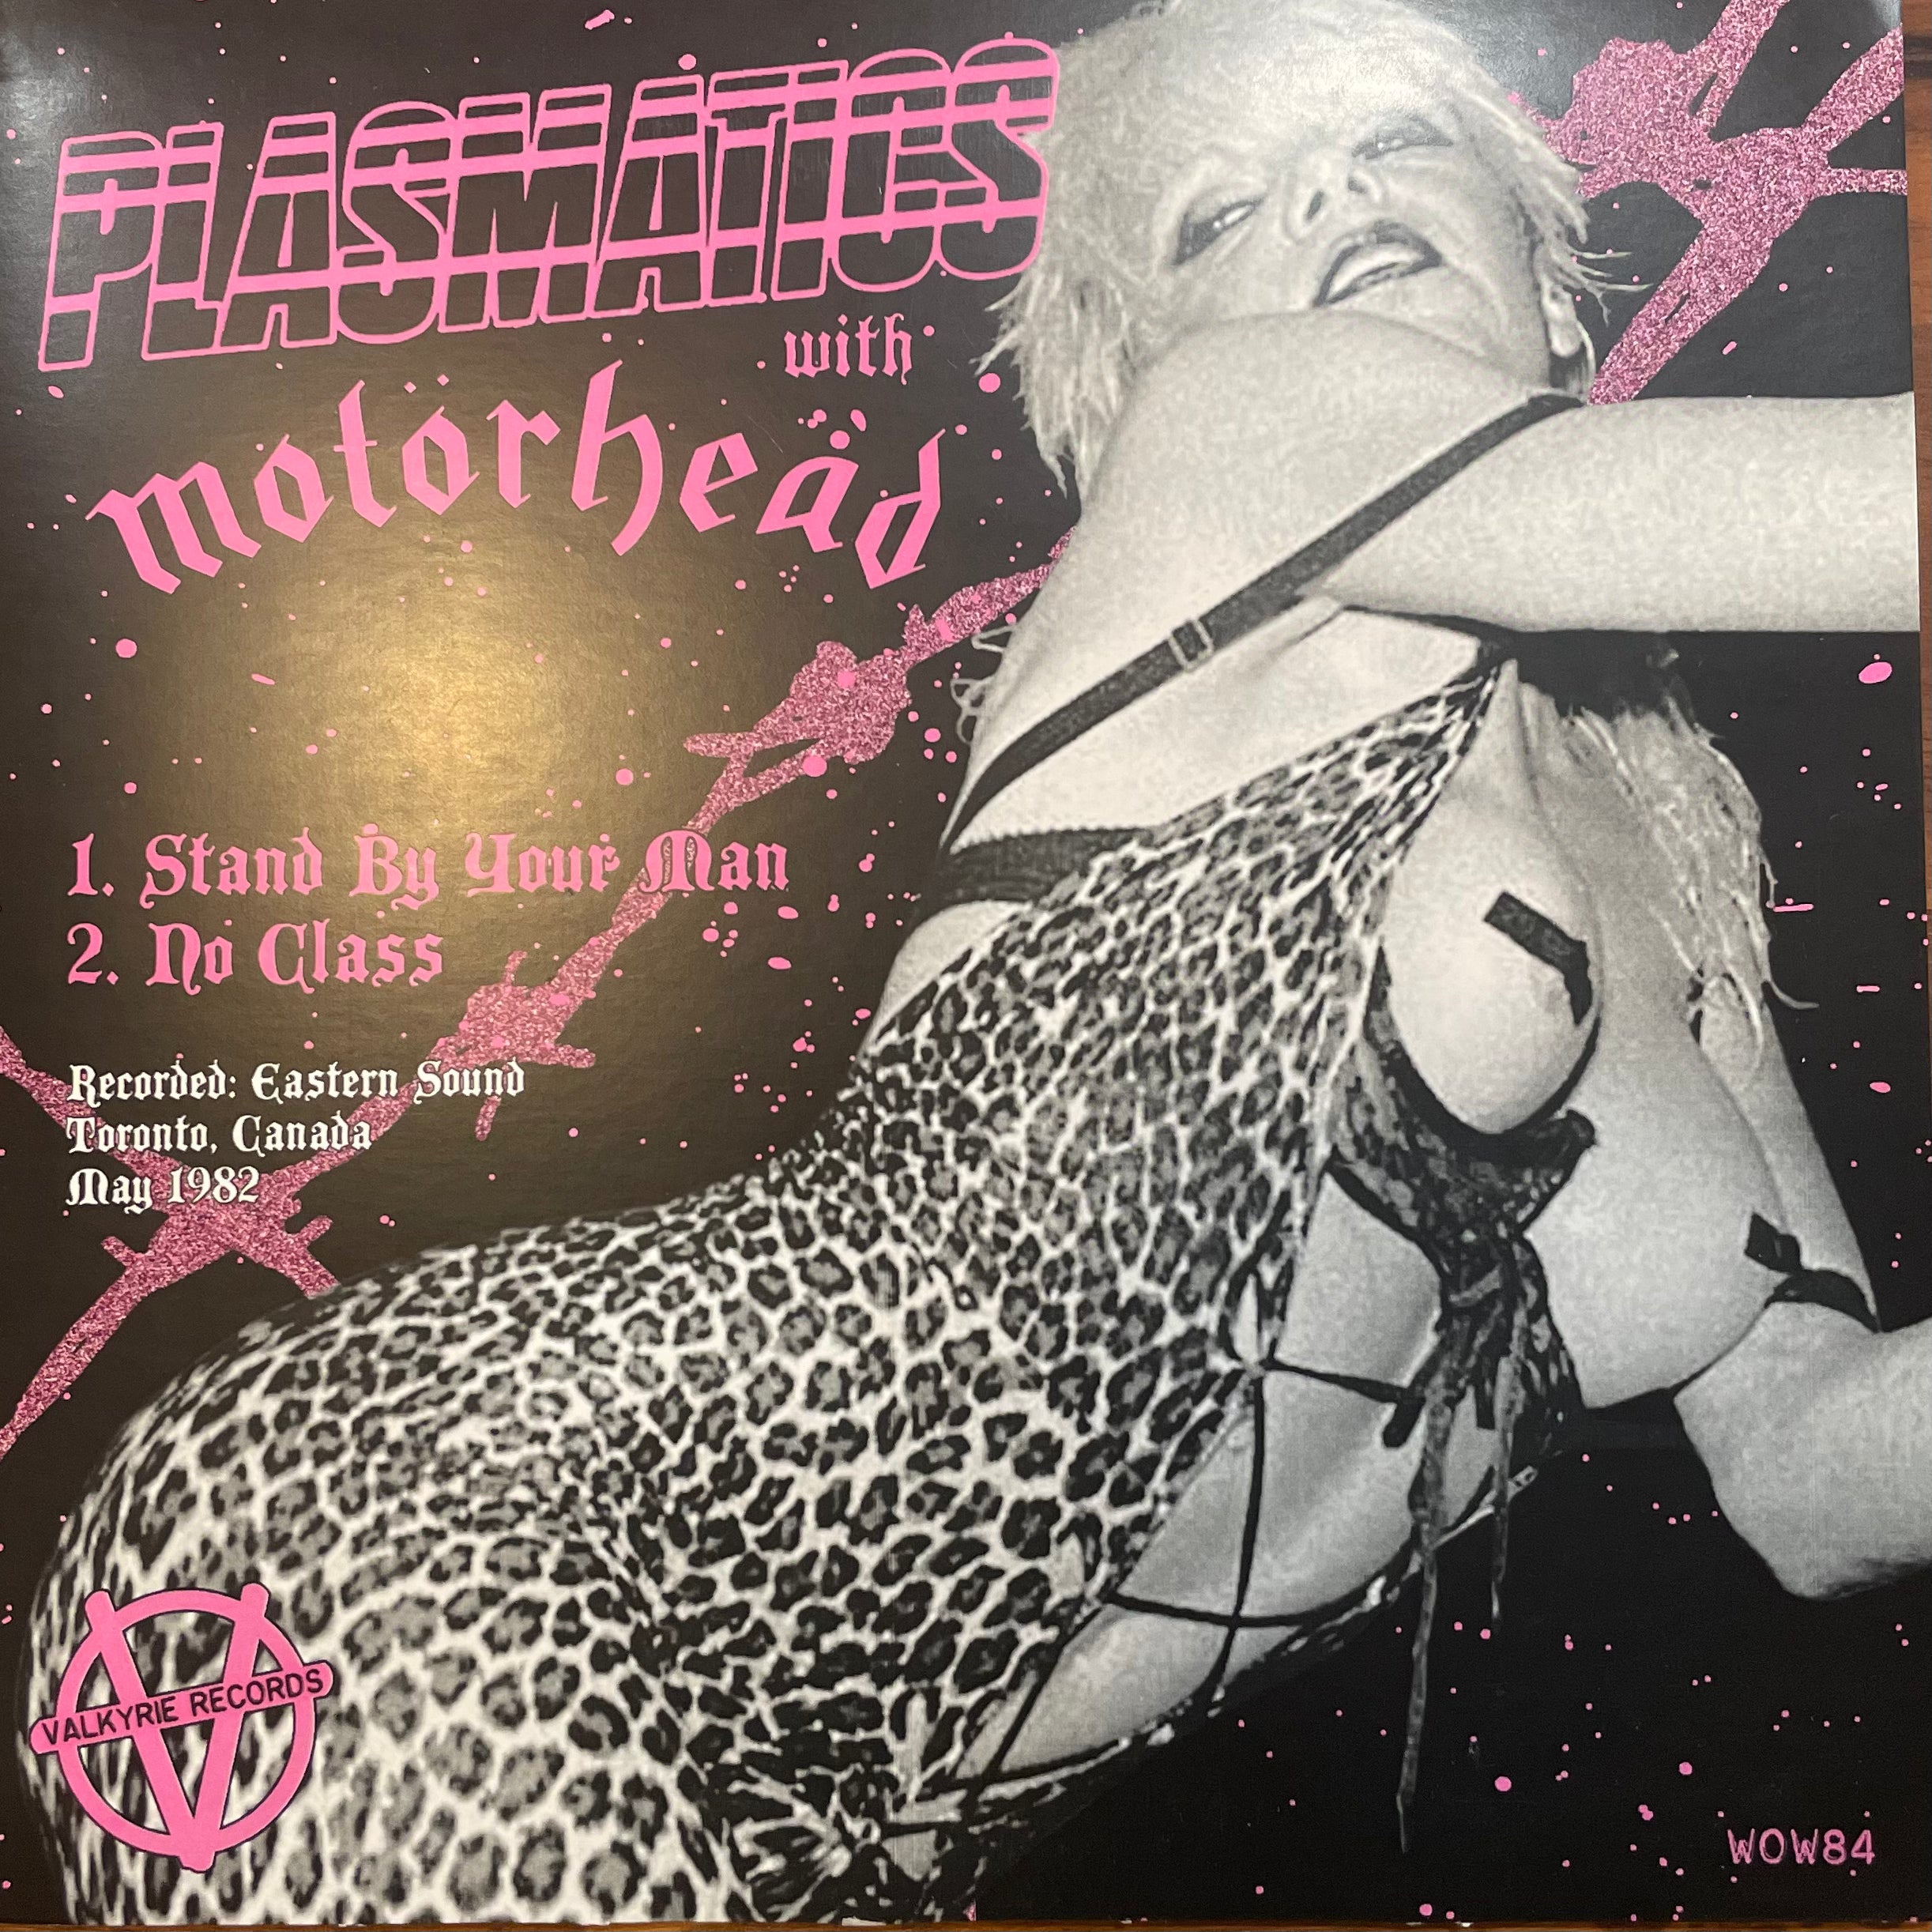 PLASMATICS
with
motörhead
1. Stand By Your Man
2. No Class
Recorded: Eastern Sound
Toronto, Canada
May 1982
VALKYRIE RECORDS
WOW84